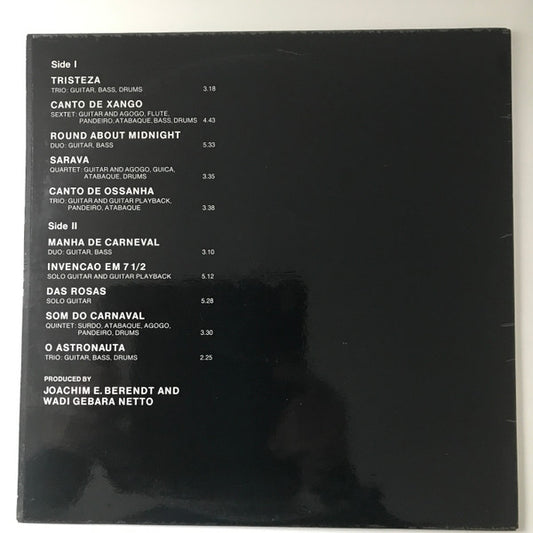 Side I
TRISTEZA
TRIO: GUITAR, BASS, DRUMS 3.18
CANTO DE XANGO
SEXTET: GUITAR AND AGOGO, FLUTE,
PANDEIRO, ATABAQUE, BASS, DRUMS 4.43
ROUND ABOUT MIDNIGHT
DUO: GUITAR, BASS 5.33
SARAVA
QUARTET: GUITAR AND AGOGO, GUICA,
ATABAQUE, DRUMS 3.35
CANTO DE OSSANHA
TRIO: GUITAR AND GUITAR PLAYBACK,
PANDEIRO, ATABAQUE 3.38
Side II
MANHA DE CARNEVAL
DUO: GUITAR, BASS 3.10
INVENCAO EM 7 1/2
SOLO GUITAR AND GUITAR PLAYBACK 5.12
DAS ROSAS
SOLO GUITAR 5.28
SOM DO CARNAVAL
QUINTET: SURDO, ATABAQUE, AGOGO,
PANDEIRO, DRUMS 3.30
O ASTRONAUTA
TRIO: GUITAR, BASS, DRUMS 2.25
PRODUCED BY
JOACHIM E. BERENDT AND
WADI GEBARA NETTO